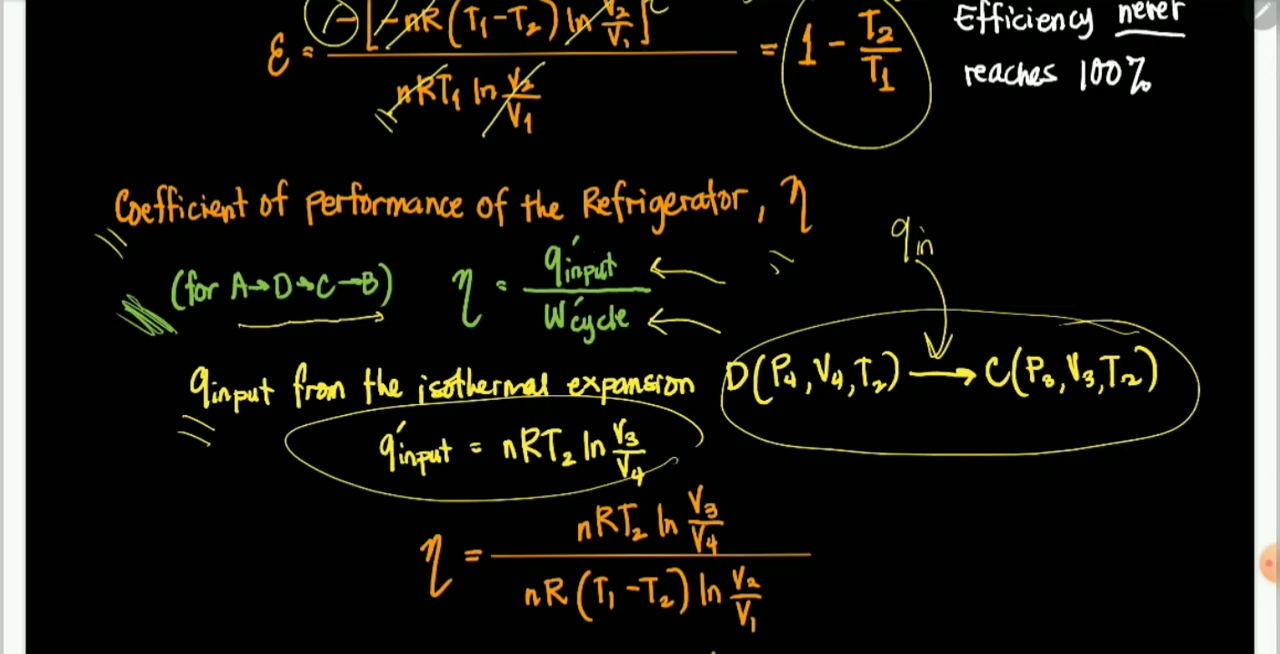 ε = -[-nR(T₁-T₂) ln V₂/V₁] / nRT₁ ln V₂/V₁ = 1 - T₂/T₁
Efficiency never
reaches 100%
Coefficient of performance of the Refrigerator, η
(for A→D→C→B) η = q'input / W'cycle
qin
qinput from the isothermal expansion D(P₄,V₄,T₂) → C(P₃,V₃,T₂)
q'input = nRT₂ ln V₃/V₄
η = nRT₂ ln V₃/V₄ / nR(T₁-T₂) ln V₂/V₁